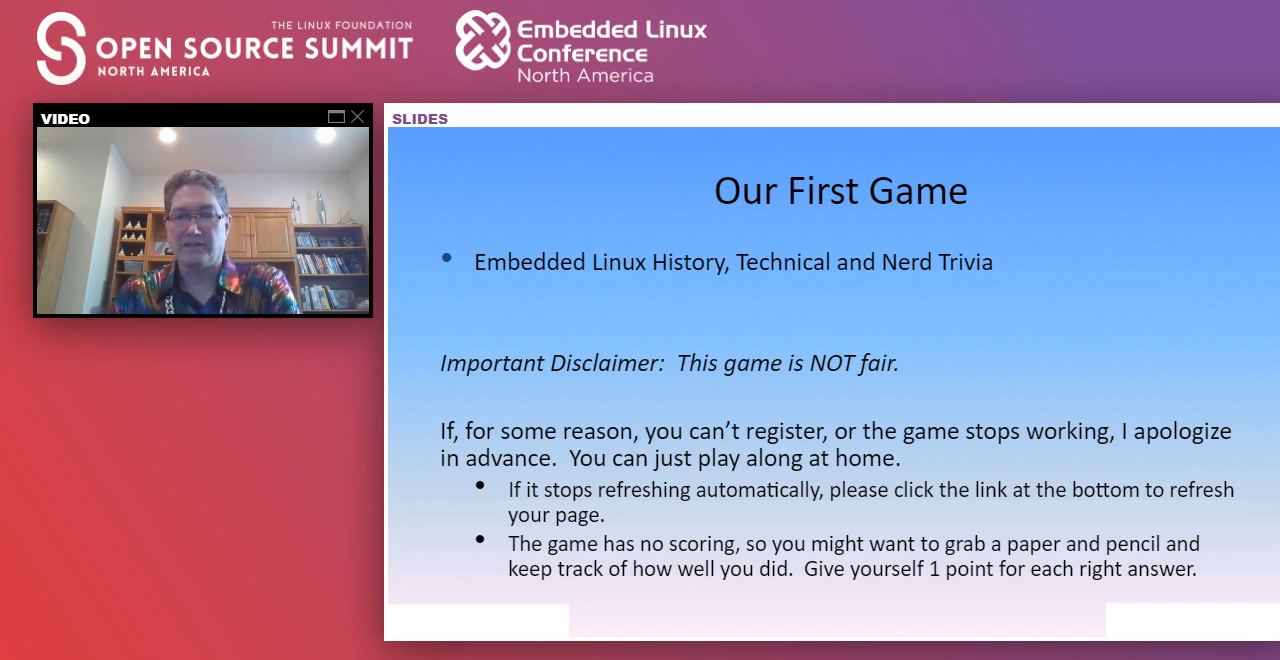 THE LINUX FOUNDATION
OPEN SOURCE SUMMIT
NORTH AMERICA
Embedded Linux
Conference
North America
VIDEO
SLIDES
Our First Game
• Embedded Linux History, Technical and Nerd Trivia
Important Disclaimer:  This game is NOT fair.
If, for some reason, you can’t register, or the game stops working, I apologize
in advance.  You can just play along at home.
• If it stops refreshing automatically, please click the link at the bottom to refresh
your page.
• The game has no scoring, so you might want to grab a paper and pencil and
keep track of how well you did.  Give yourself 1 point for each right answer.